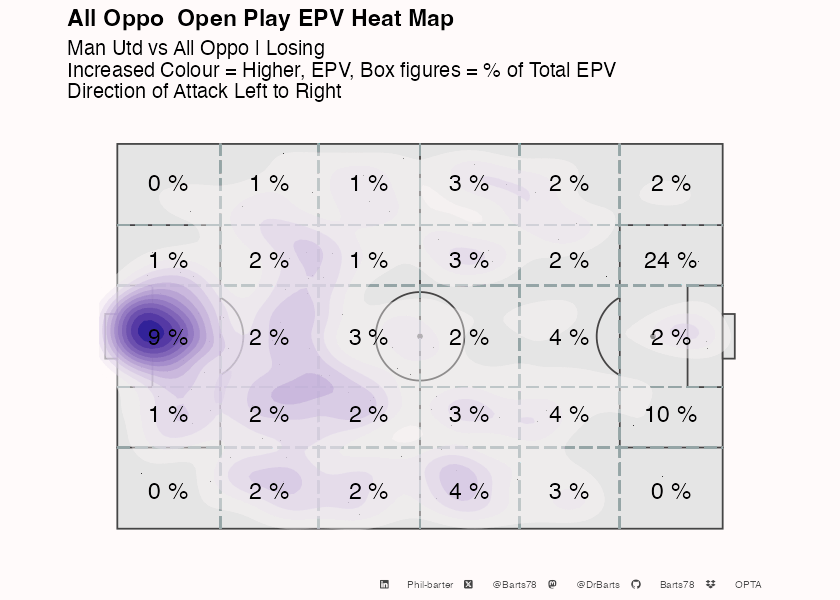 All Oppo  Open Play EPV Heat Map
Man Utd vs All Oppo | Losing
Increased Colour = Higher, EPV, Box figures = % of Total EPV
Direction of Attack Left to Right
0 % 1 % 1 % 3 % 2 % 2 %
1 % 2 % 1 % 3 % 2 % 24 %
9 % 2 % 3 % 2 % 4 % 2 %
1 % 2 % 2 % 3 % 4 % 10 %
0 % 2 % 2 % 4 % 3 % 0 %
Phil-barter @Barts78 @DrBarts Barts78 OPTA